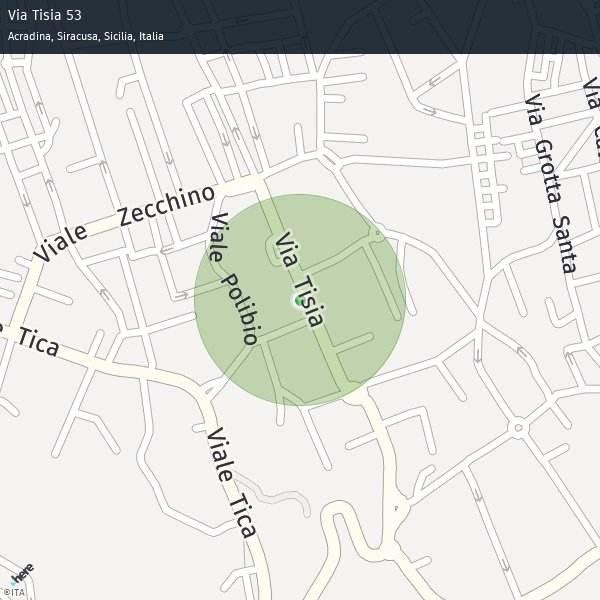 Via Tisia 53
Acradina, Siracusa, Sicilia, Italia
Viale Zecchino
Viale Polibio
Via Tisia
Via Grotta Santa
Via
Tica
Viale Tica
here
©ITA